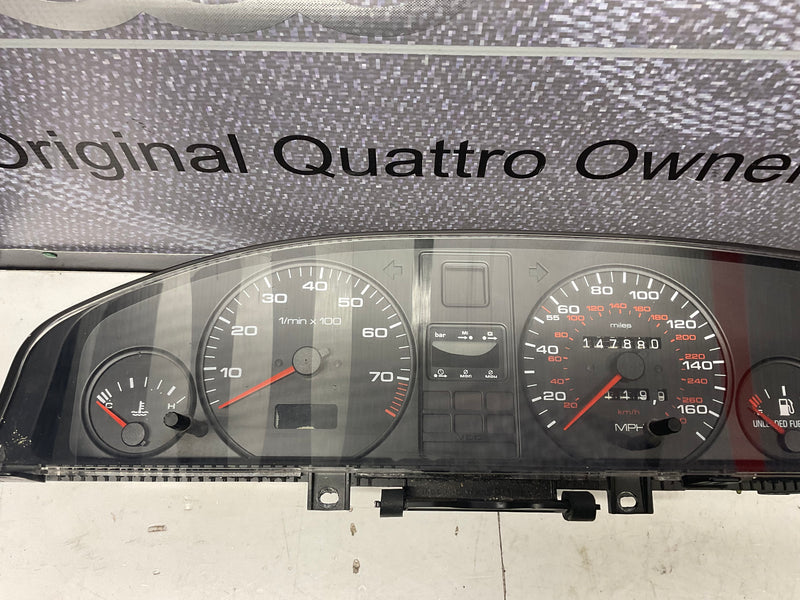 Original Quattro Owner
10 20 30 40 50 60 70 70
1/min x 100
C H
bar
20 40 55 60 80 100 120 140 160
20 60 80 100 120 140 160 180 200 220 240 260
miles
147880
119
km/h
MPH
UNLEADED FUE